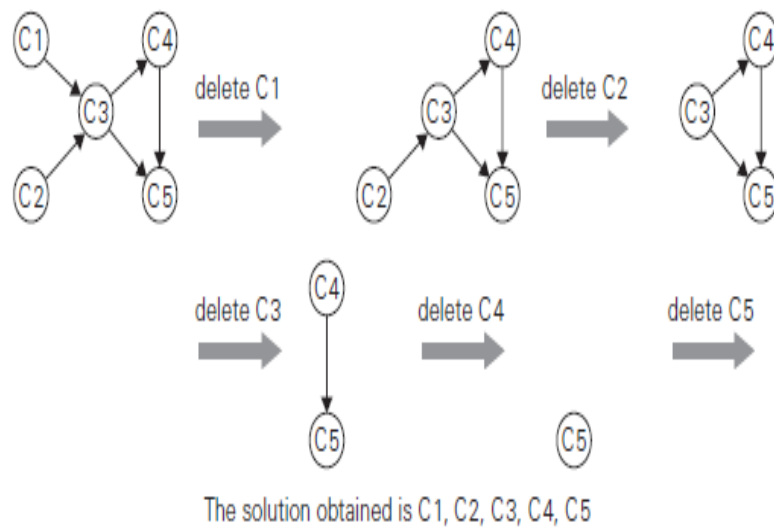 C1 C4 C4 C4
delete C1 delete C2
C3 C3 C3
C2 C5 C2 C5 C5
delete C3 C4 delete C4 delete C5
C5 C5
The solution obtained is C1, C2, C3, C4, C5